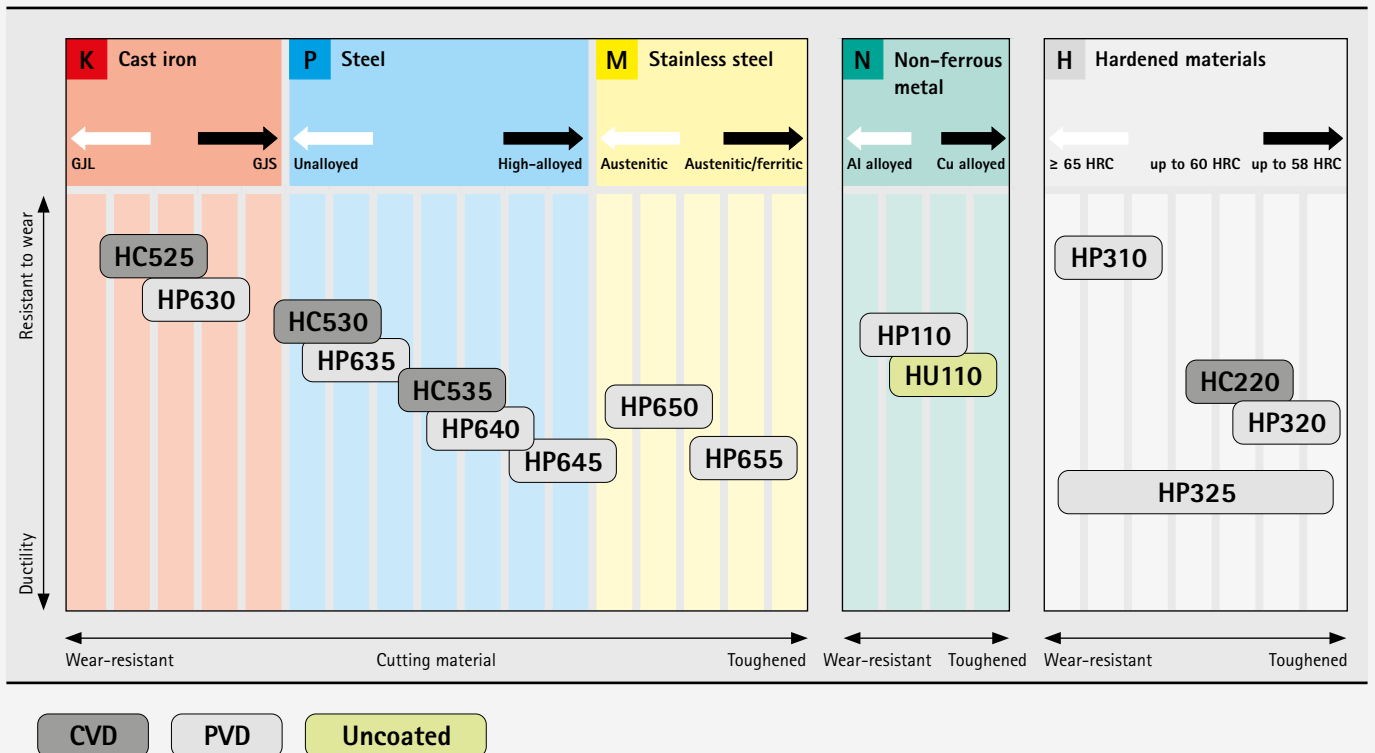 K Cast iron
P Steel
M Stainless steel
N Non-ferrous
metal
H Hardened materials
GJL GJS
Unalloyed High-alloyed
Austenitic Austenitic/ferritic
Al alloyed Cu alloyed
≥ 65 HRC up to 60 HRC up to 58 HRC
Resistant to wear
Ductility
HC525
HP630
HC530
HP635
HC535
HP640
HP645
HP650
HP655
HP110
HU110
HP310
HC220
HP320
HP325
Wear-resistant Cutting material Toughened
Wear-resistant Toughened
Wear-resistant Toughened
CVD PVD Uncoated